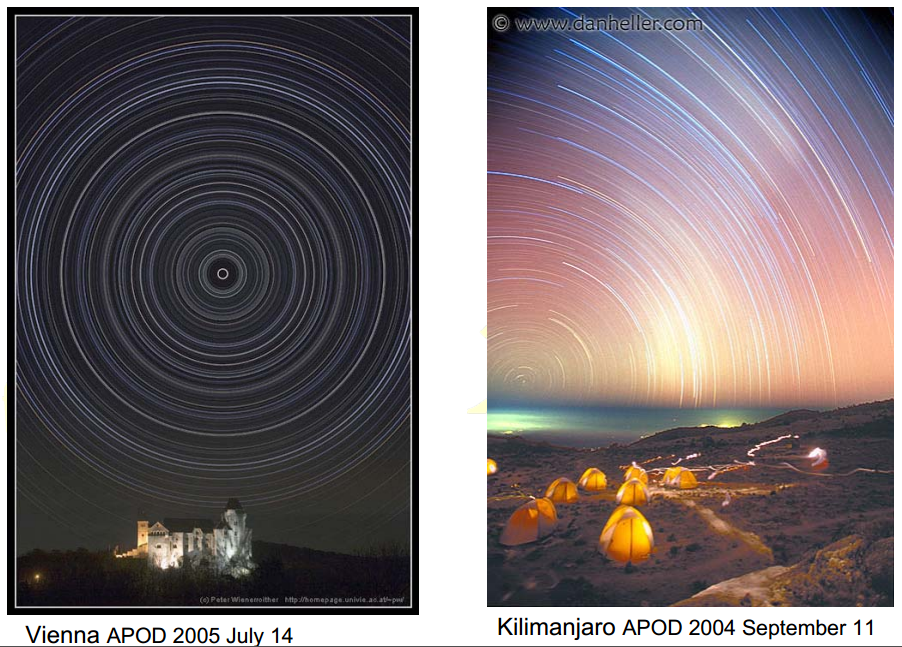 © www.danheller.com
(c) Peter Wienerroither http://homepage.univie.ac.at/~pw/
Vienna APOD 2005 July 14
Kilimanjaro APOD 2004 September 11